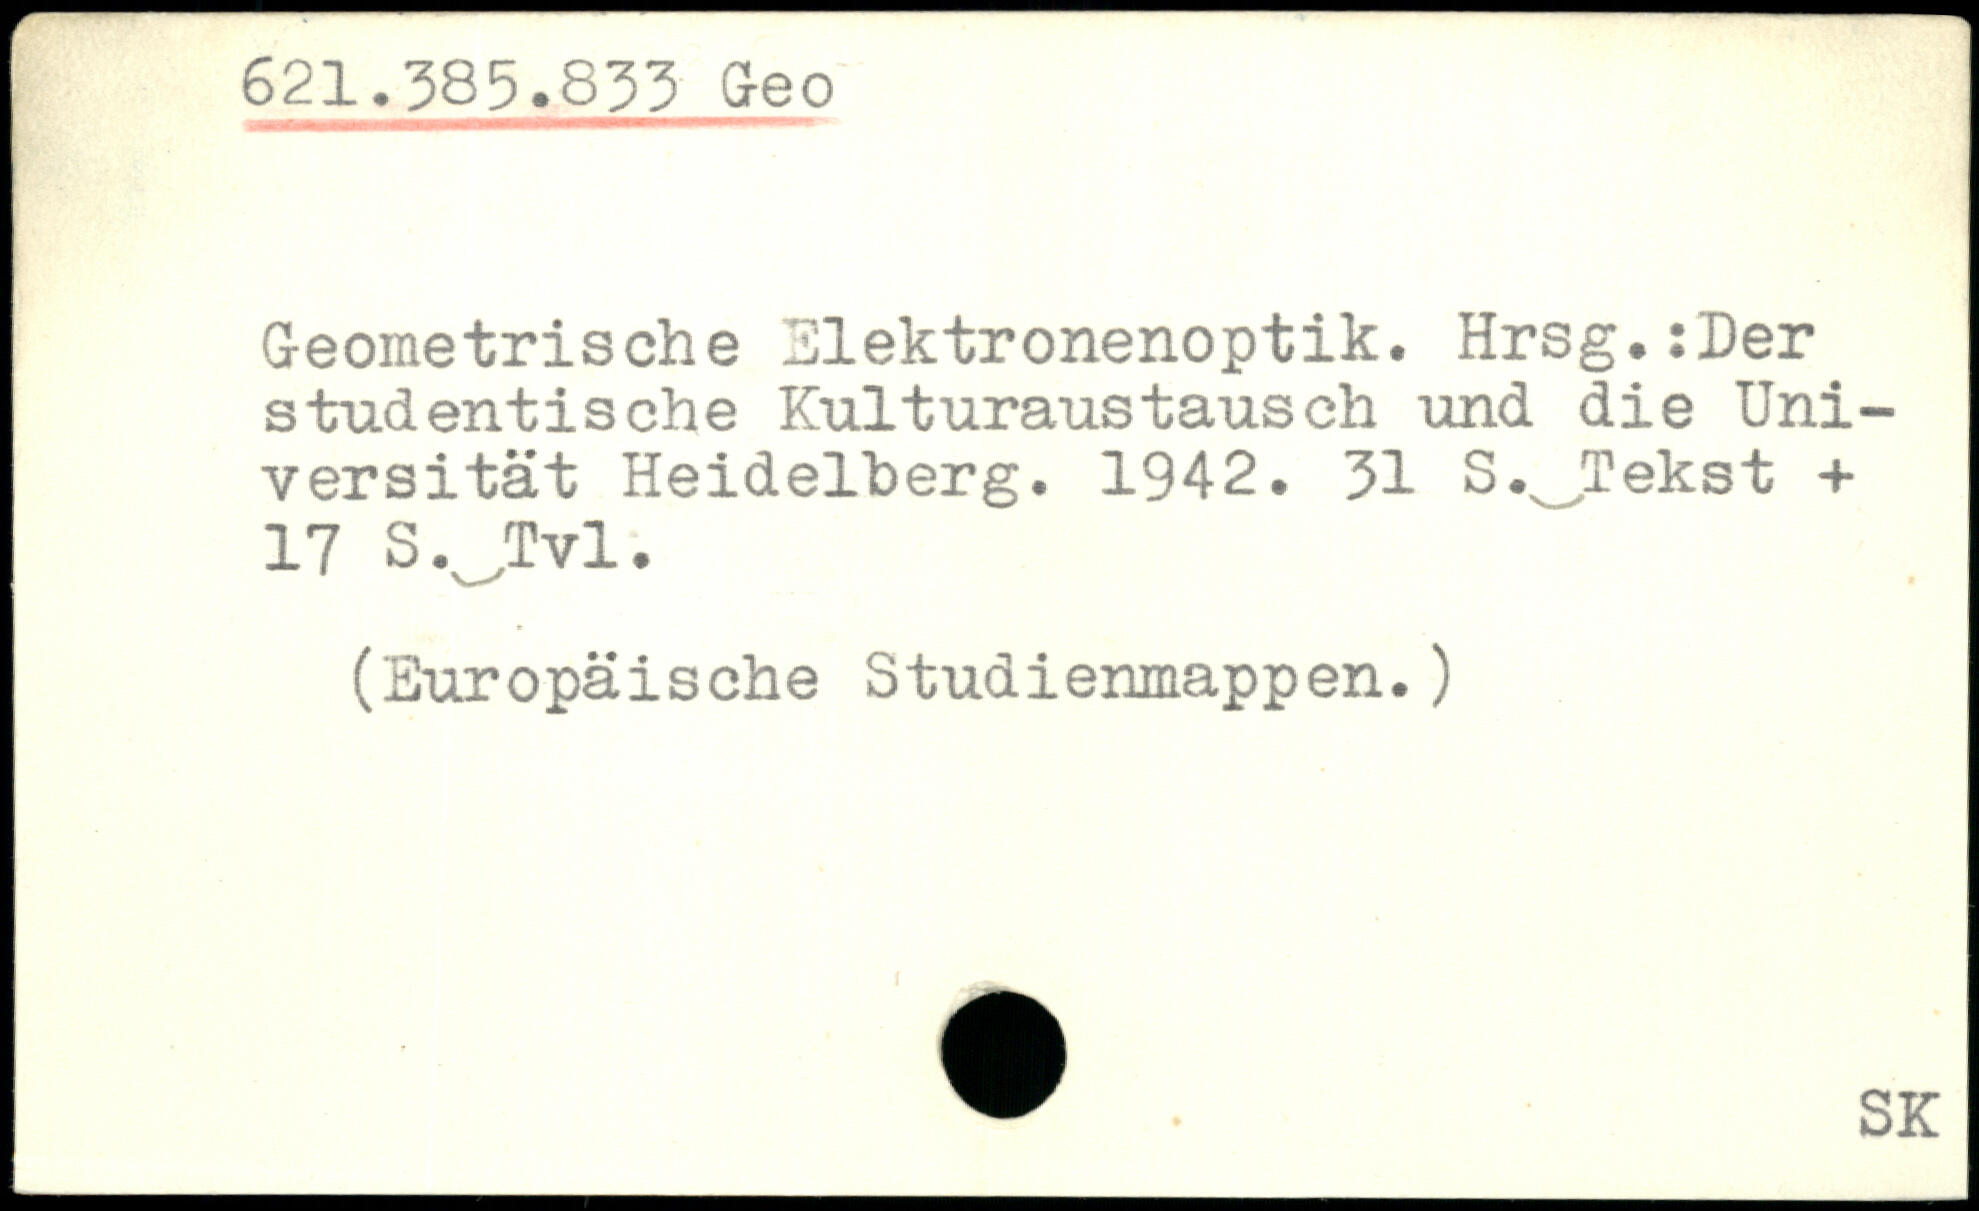 621.385.833 Geo
Geometrische Elektronenoptik. Hrsg.:Der
studentische Kulturaustausch und die Uni-
versität Heidelberg. 1942. 31 S. Tekst +
17 S. Tvl.
(Europäische Studienmappen.)
SK